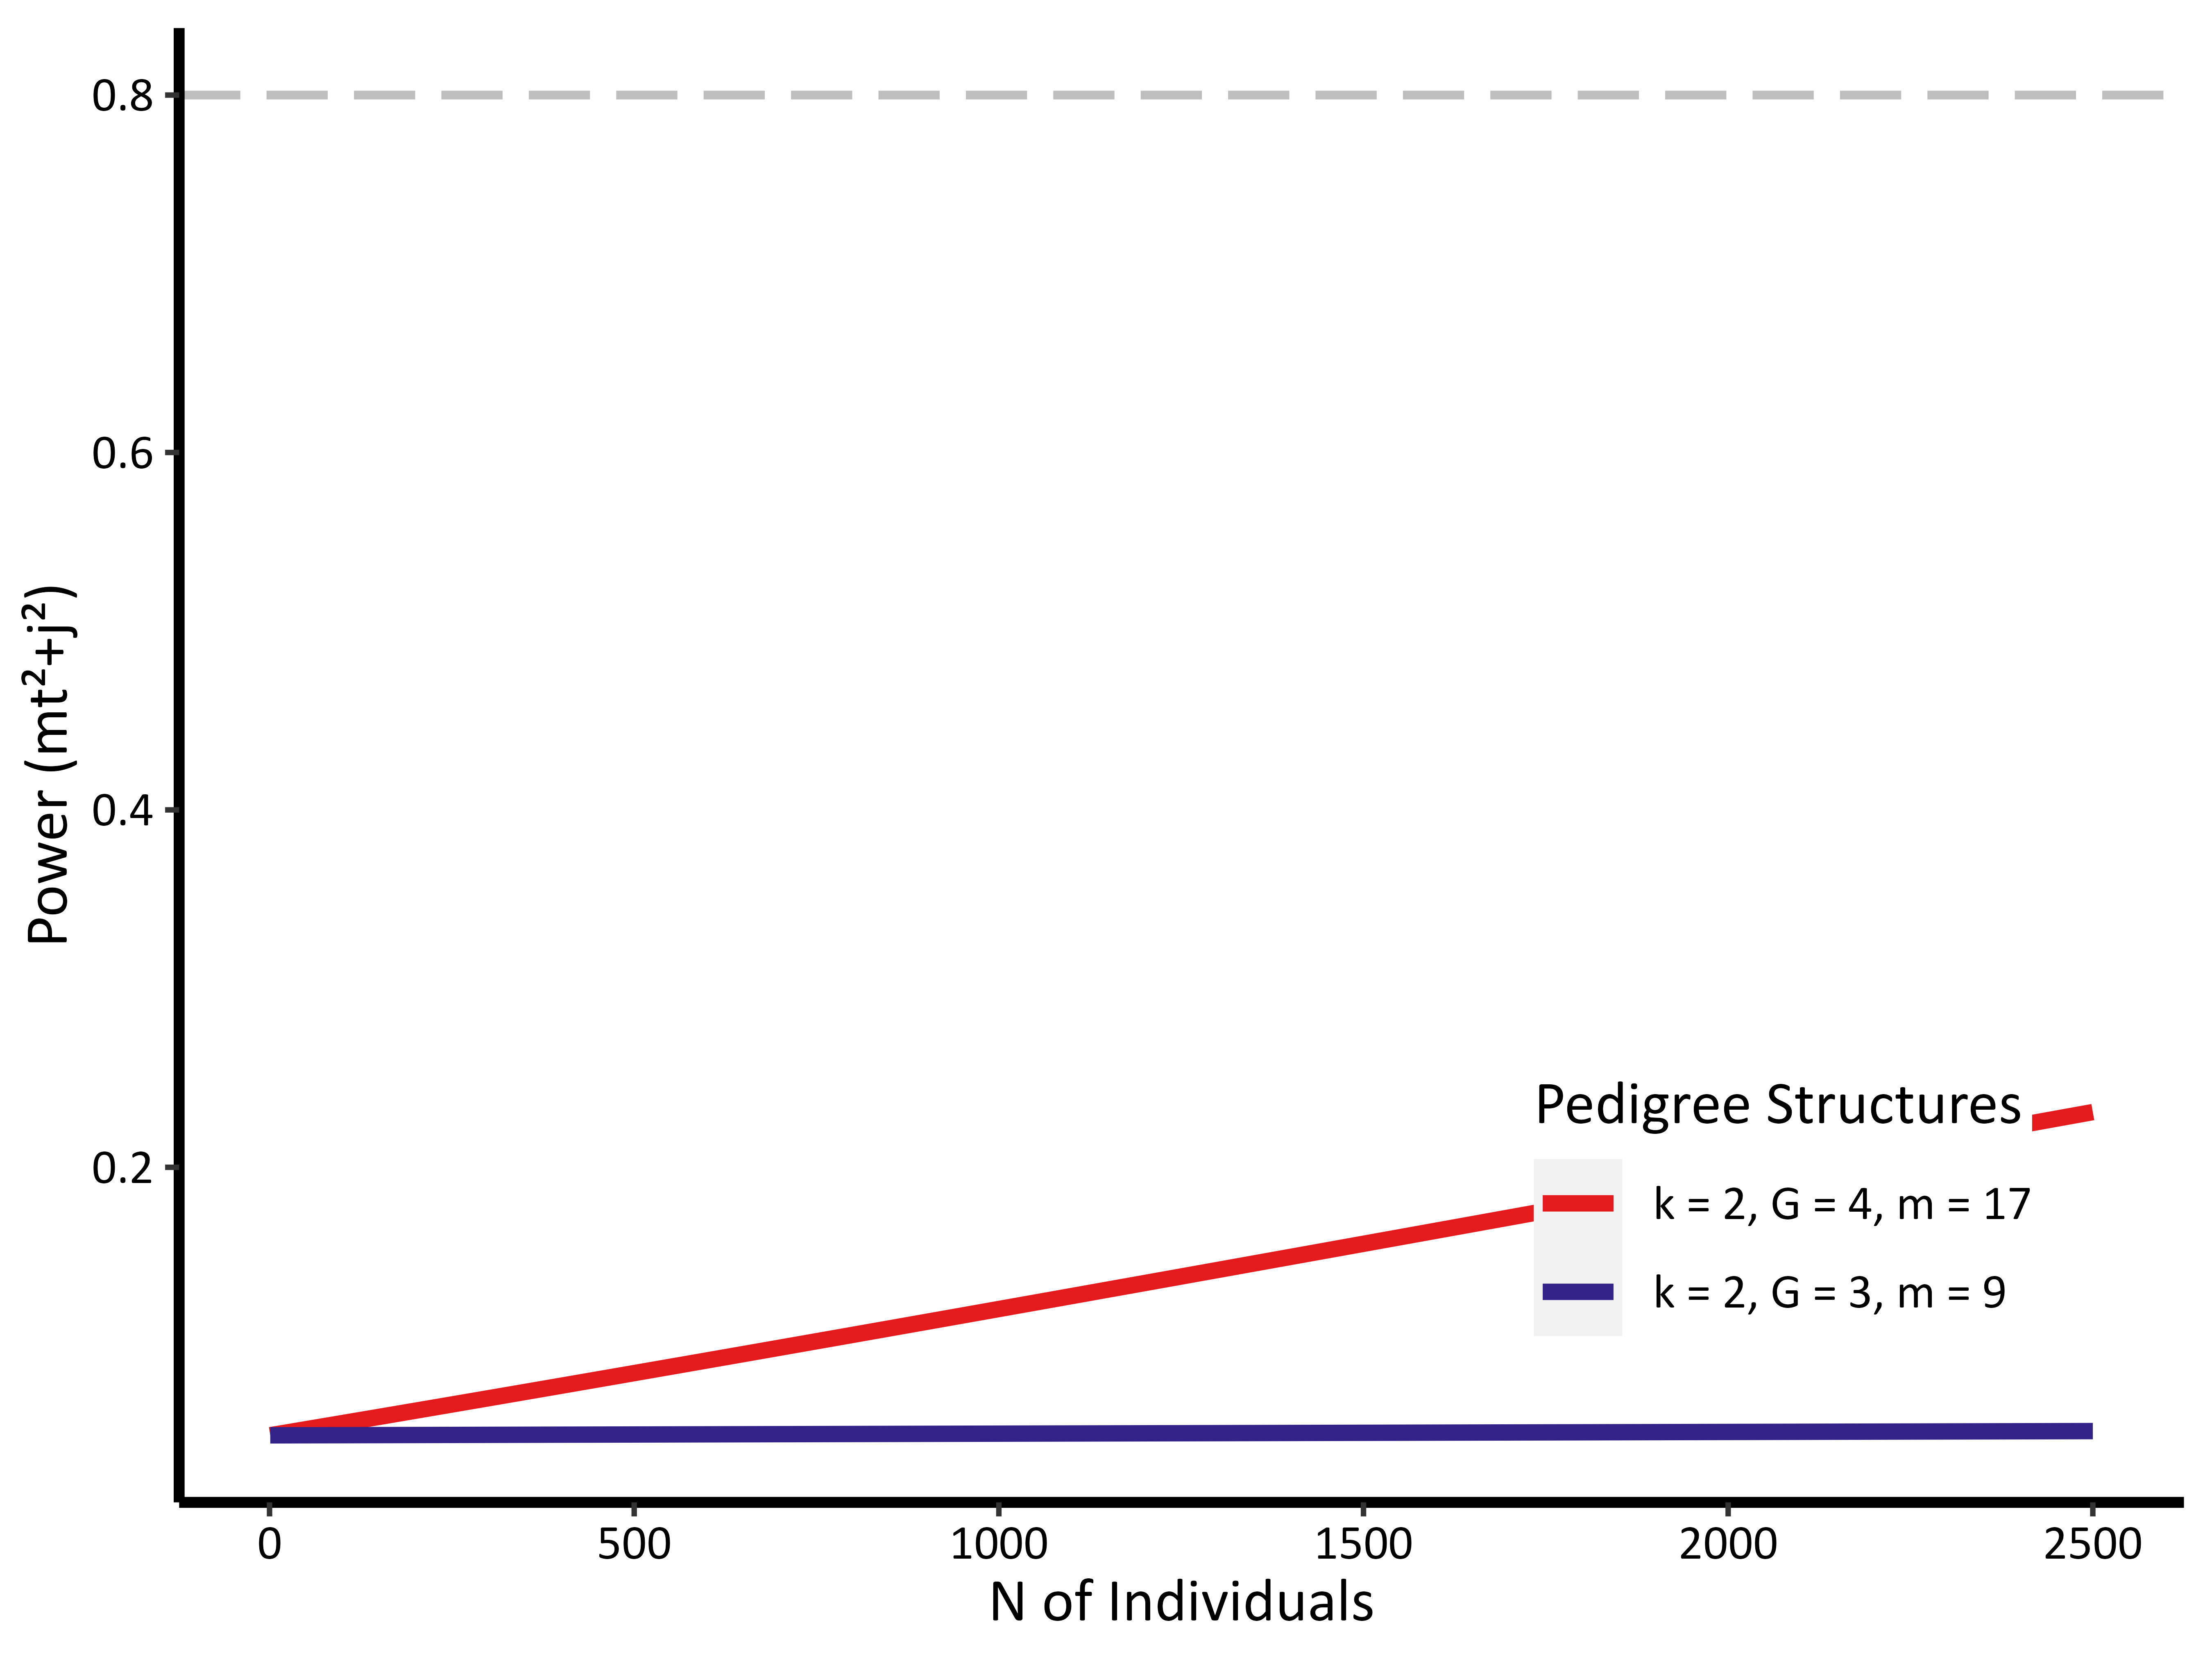 Power (mt²+j²)
0.8
0.6
0.4
0.2
0
500
1000
1500
2000
2500
N of Individuals
Pedigree Structures
k = 2, G = 4, m = 17
k = 2, G = 3, m = 9